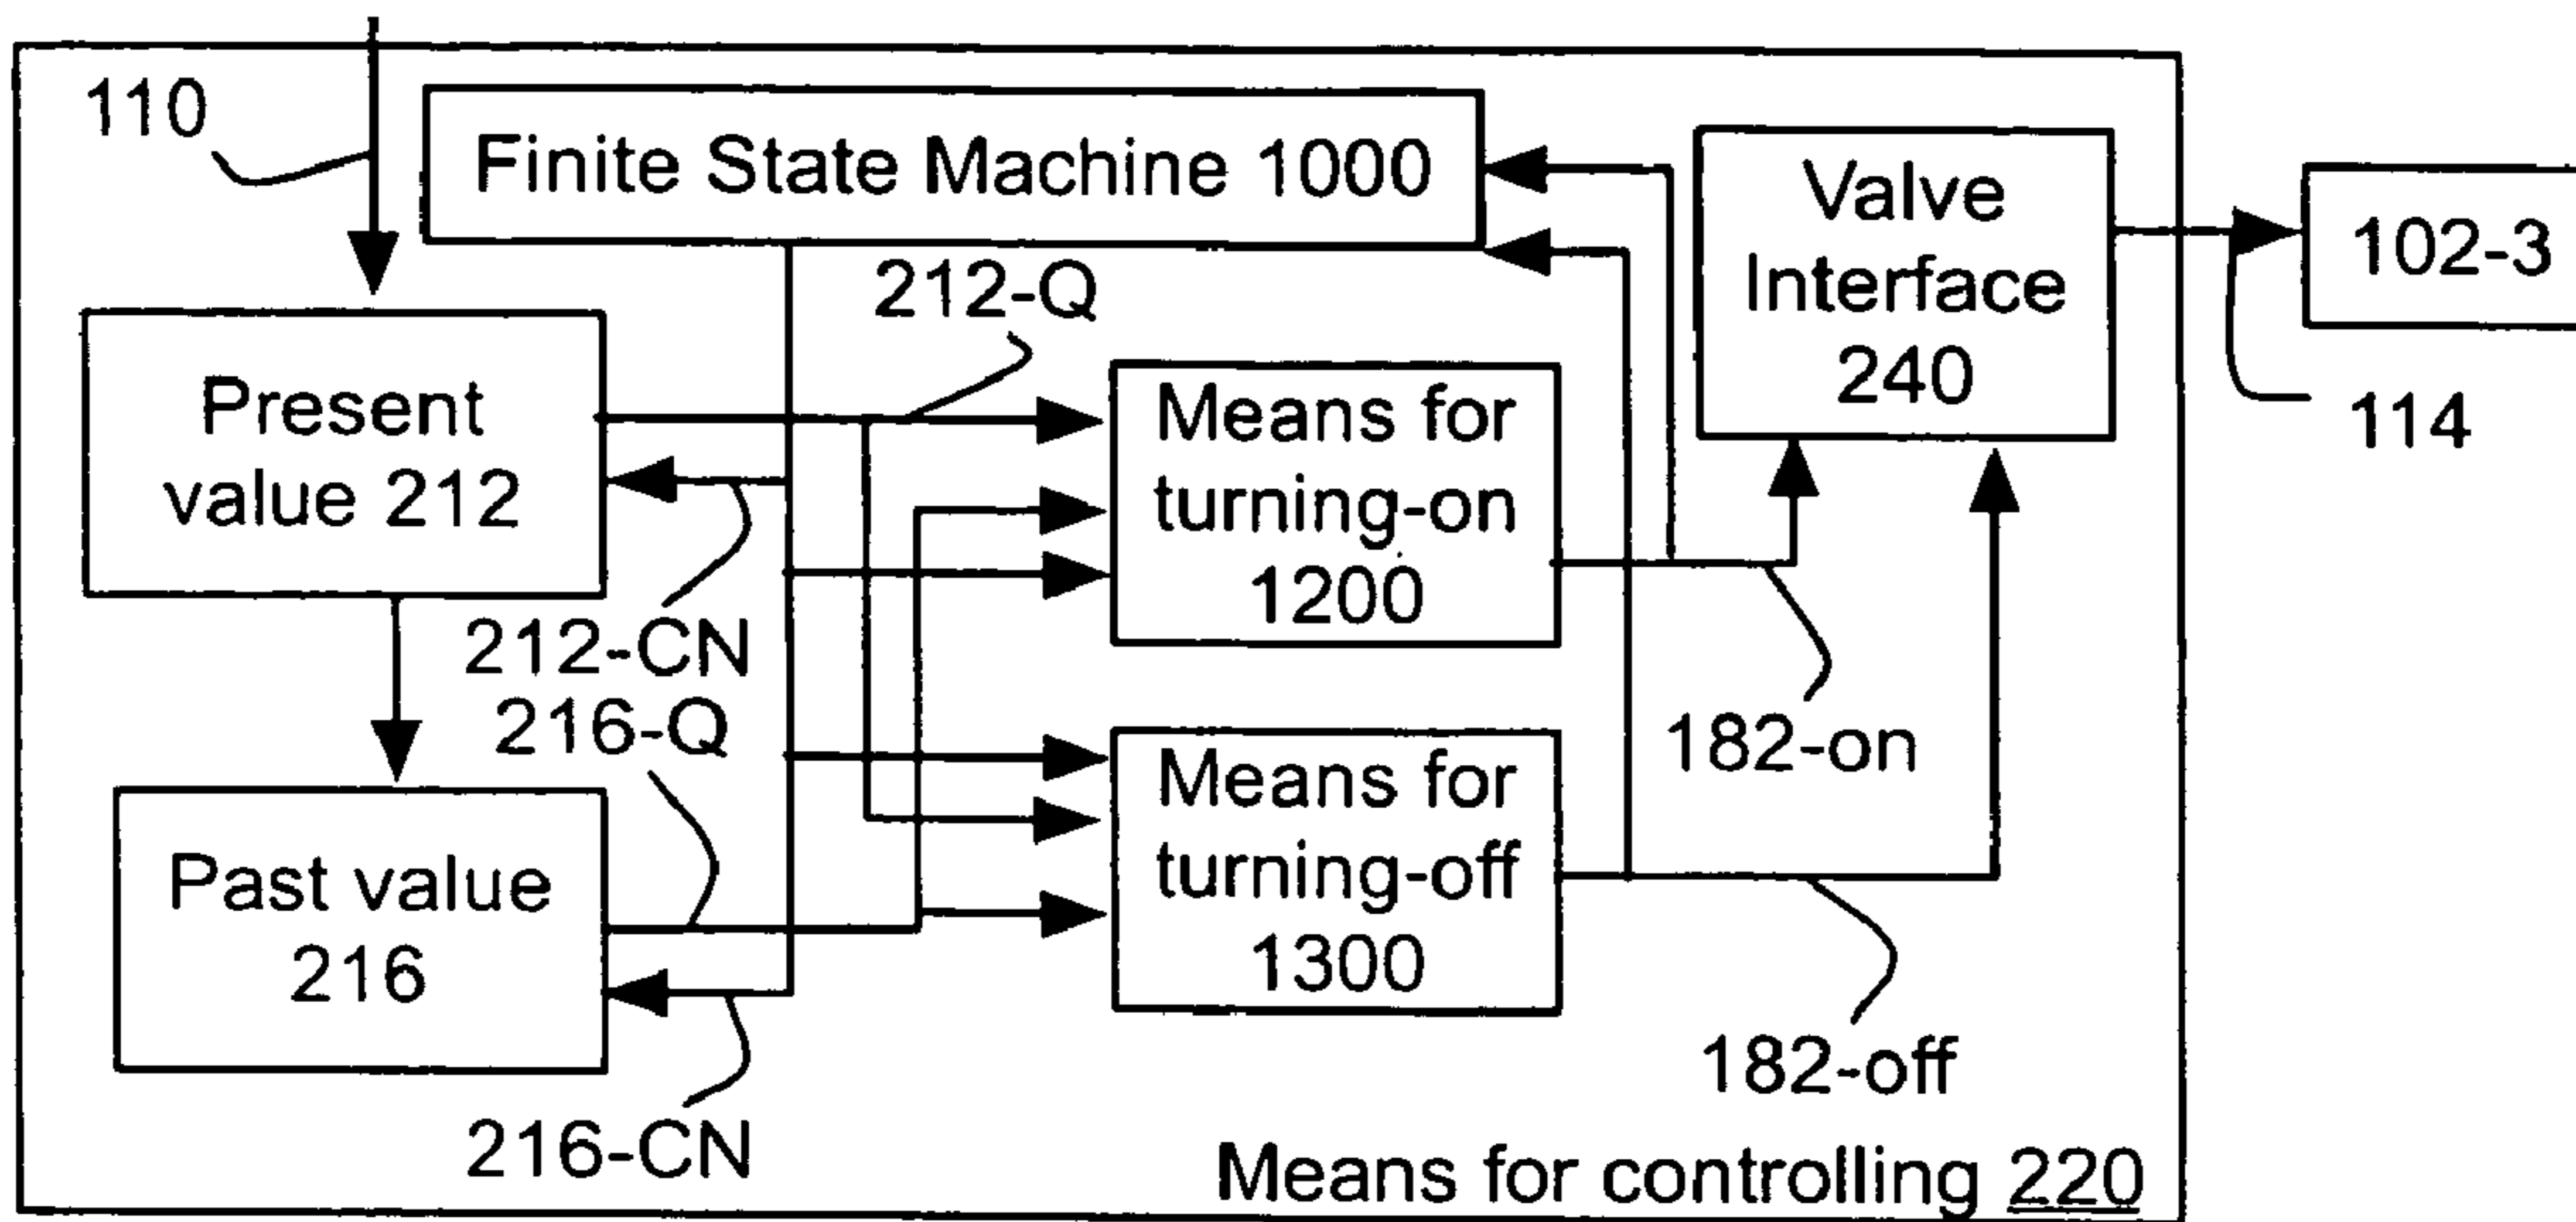 110
Finite State Machine 1000
Valve
Interface
240
102-3
114
212-Q
Present
value 212
Means for
turning-on
1200
212-CN
216-Q
182-on
Means for
turning-off
1300
Past value
216
182-off
216-CN
Means for controlling 220